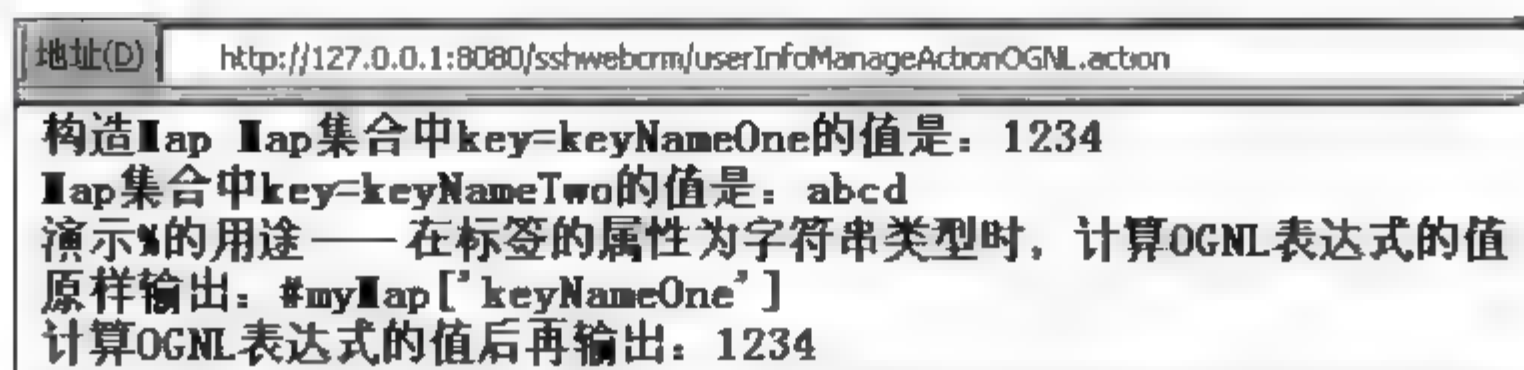 地址(D) http://127.0.0.1:8080/sshwebcrm/userInfoManageActionOGNL.action
构造Map Map集合中key=keyNameOne的值是：1234
Map集合中key=keyNameTwo的值是：abcd
演示%的用途——在标签的属性为字符串类型时，计算OGNL表达式的值
原样输出：#myMap['keyNameOne']
计算OGNL表达式的值后再输出：1234